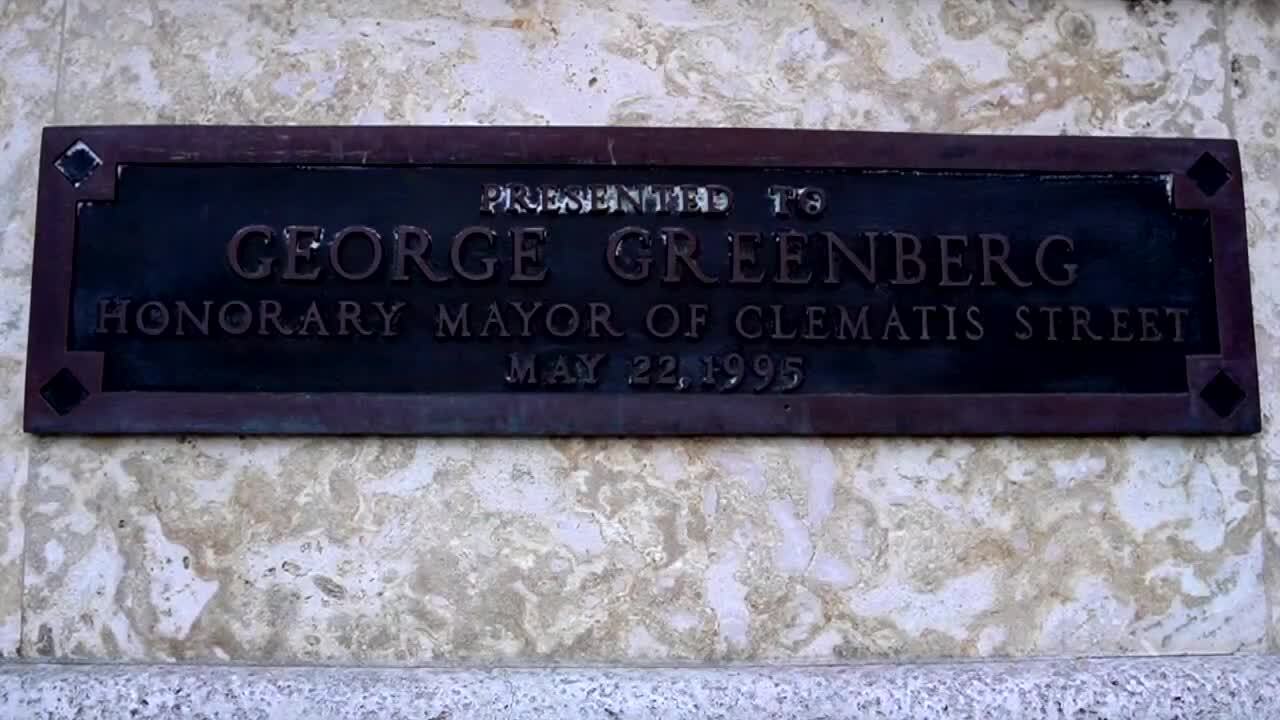 PRESENTED TO
GEORGE GREENBERG
HONORARY MAYOR OF CLEMATIS STREET
MAY 22, 1995